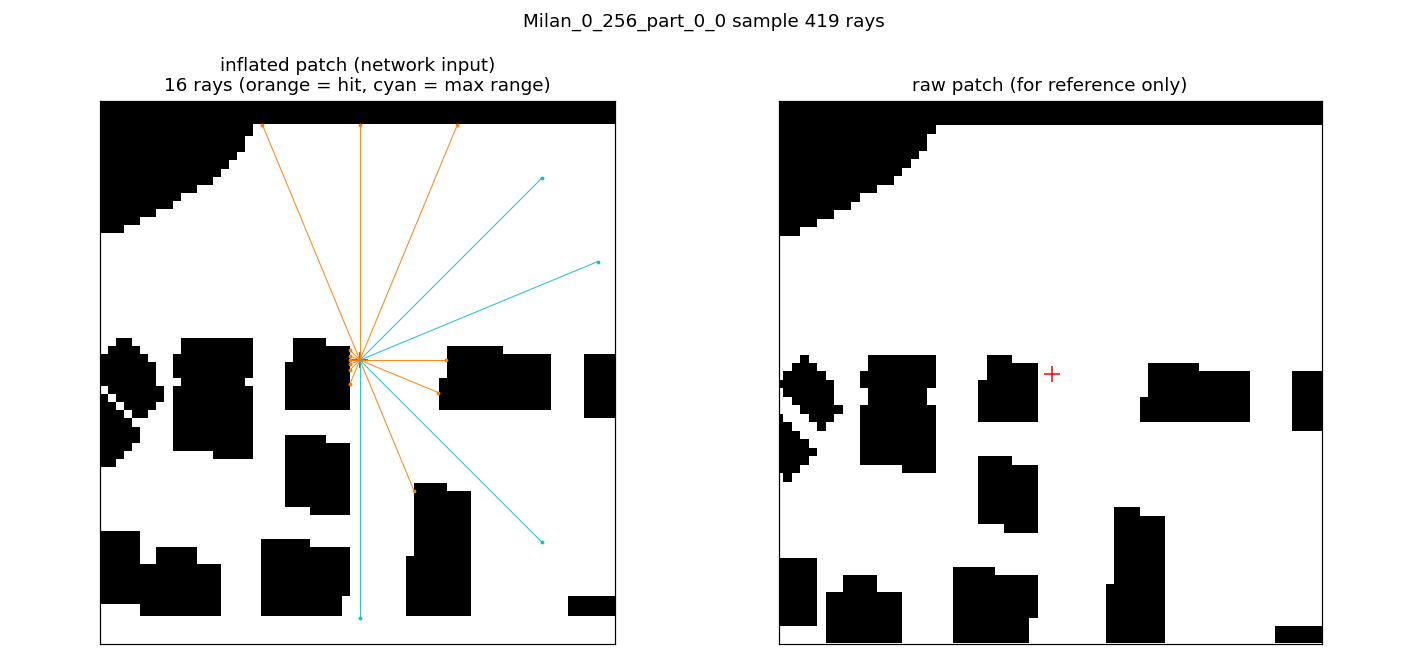 Milan_0_256_part_0_0 sample 419 rays
inflated patch (network input)
16 rays (orange = hit, cyan = max range)
raw patch (for reference only)